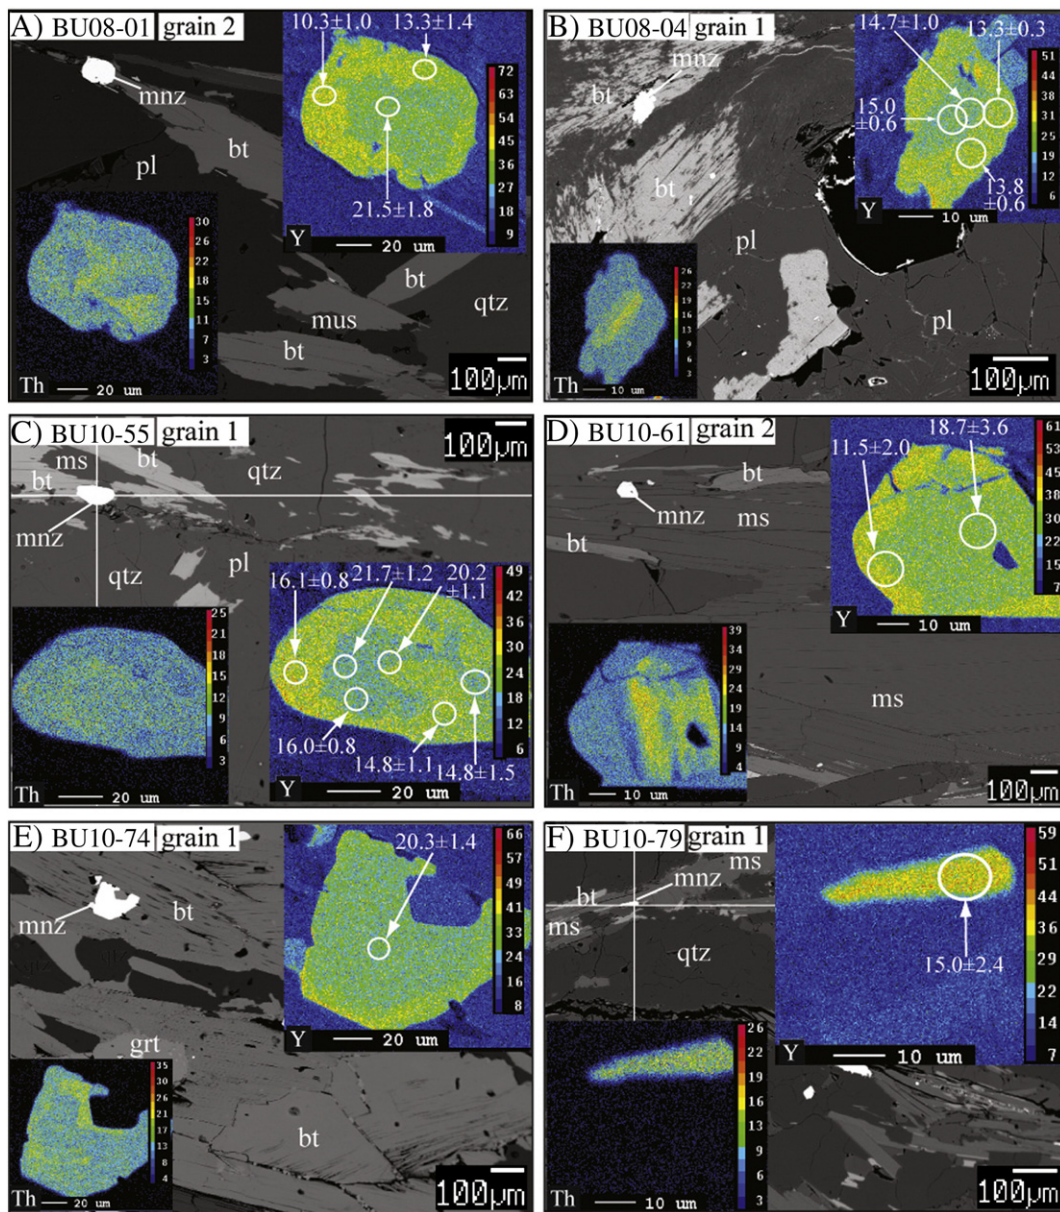 A) BU08-01 grain 2
10.3±1.0
13.3±1.4
21.5±1.8
mnz
bt
pl
bt
mus
bt
qtz
72
63
54
45
36
27
18
9
Y
20 um
30
26
22
18
15
11
7
3
Th
20 um
100μm
B) BU08-04 grain 1
14.7±1.0
13.3±0.3
15.0
±0.6
13.8
±0.6
mnz
bt
bt
pl
pl
51
44
38
31
25
19
12
6
Y
10 um
26
23
19
16
13
9
6
3
Th
10 um
100μm
C) BU10-55 grain 1
100μm
ms
bt
bt
qtz
mnz
qtz
pl
16.1±0.8
21.7±1.2
20.2
±1.1
16.0±0.8
14.8±1.1
14.8±1.5
49
42
36
30
24
18
12
6
Y
20 um
25
21
18
15
12
9
6
3
Th
20 um
D) BU10-61 grain 2
11.5±2.0
18.7±3.6
bt
mnz
ms
bt
ms
61
53
45
38
30
22
15
7
Y
10 um
39
34
29
24
19
14
9
4
Th
10 um
100μm
E) BU10-74 grain 1
20.3±1.4
mnz
bt
grt
bt
66
57
49
41
33
24
16
8
Y
20 um
35
30
26
21
17
13
8
4
Th
20 um
100μm
F) BU10-79 grain 1
ms
mnz
bt
ms
qtz
15.0±2.4
59
51
44
36
29
22
14
7
Y
10 um
26
22
19
16
13
9
6
3
Th
10 um
100μm